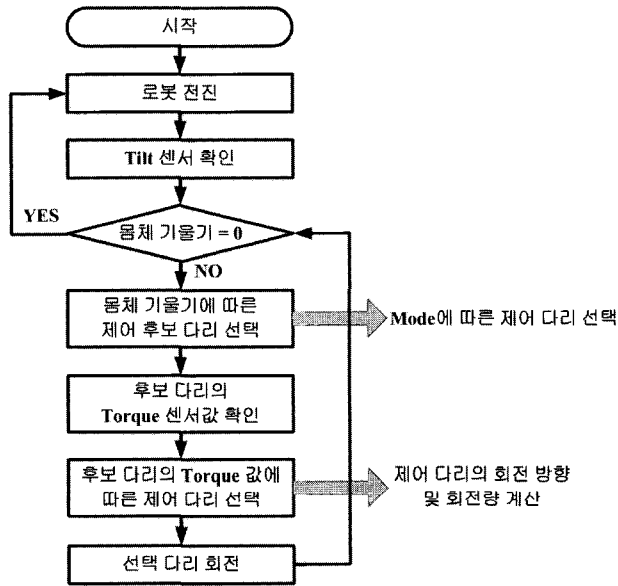 시작
로봇 전진
Tilt 센서 확인
YES
몸체 기울기 = 0
NO
몸체 기울기에 따른
제어 후보 다리 선택
Mode에 따른 제어 다리 선택
후보 다리의
Torque 센서값 확인
후보 다리의 Torque 값에
따른 제어 다리 선택
제어 다리의 회전 방향
및 회전량 계산
선택 다리 회전